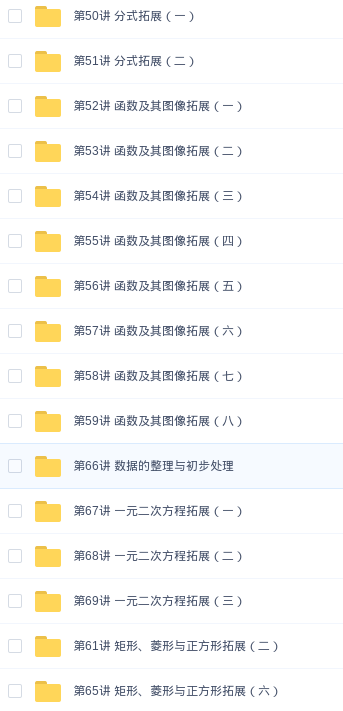 第50讲 分式拓展（一）
第51讲 分式拓展（二）
第52讲 函数及其图像拓展（一）
第53讲 函数及其图像拓展（二）
第54讲 函数及其图像拓展（三）
第55讲 函数及其图像拓展（四）
第56讲 函数及其图像拓展（五）
第57讲 函数及其图像拓展（六）
第58讲 函数及其图像拓展（七）
第59讲 函数及其图像拓展（八）
第66讲 数据的整理与初步处理
第67讲 一元二次方程拓展（一）
第68讲 一元二次方程拓展（二）
第69讲 一元二次方程拓展（三）
第61讲 矩形、菱形与正方形拓展（二）
第65讲 矩形、菱形与正方形拓展（六）